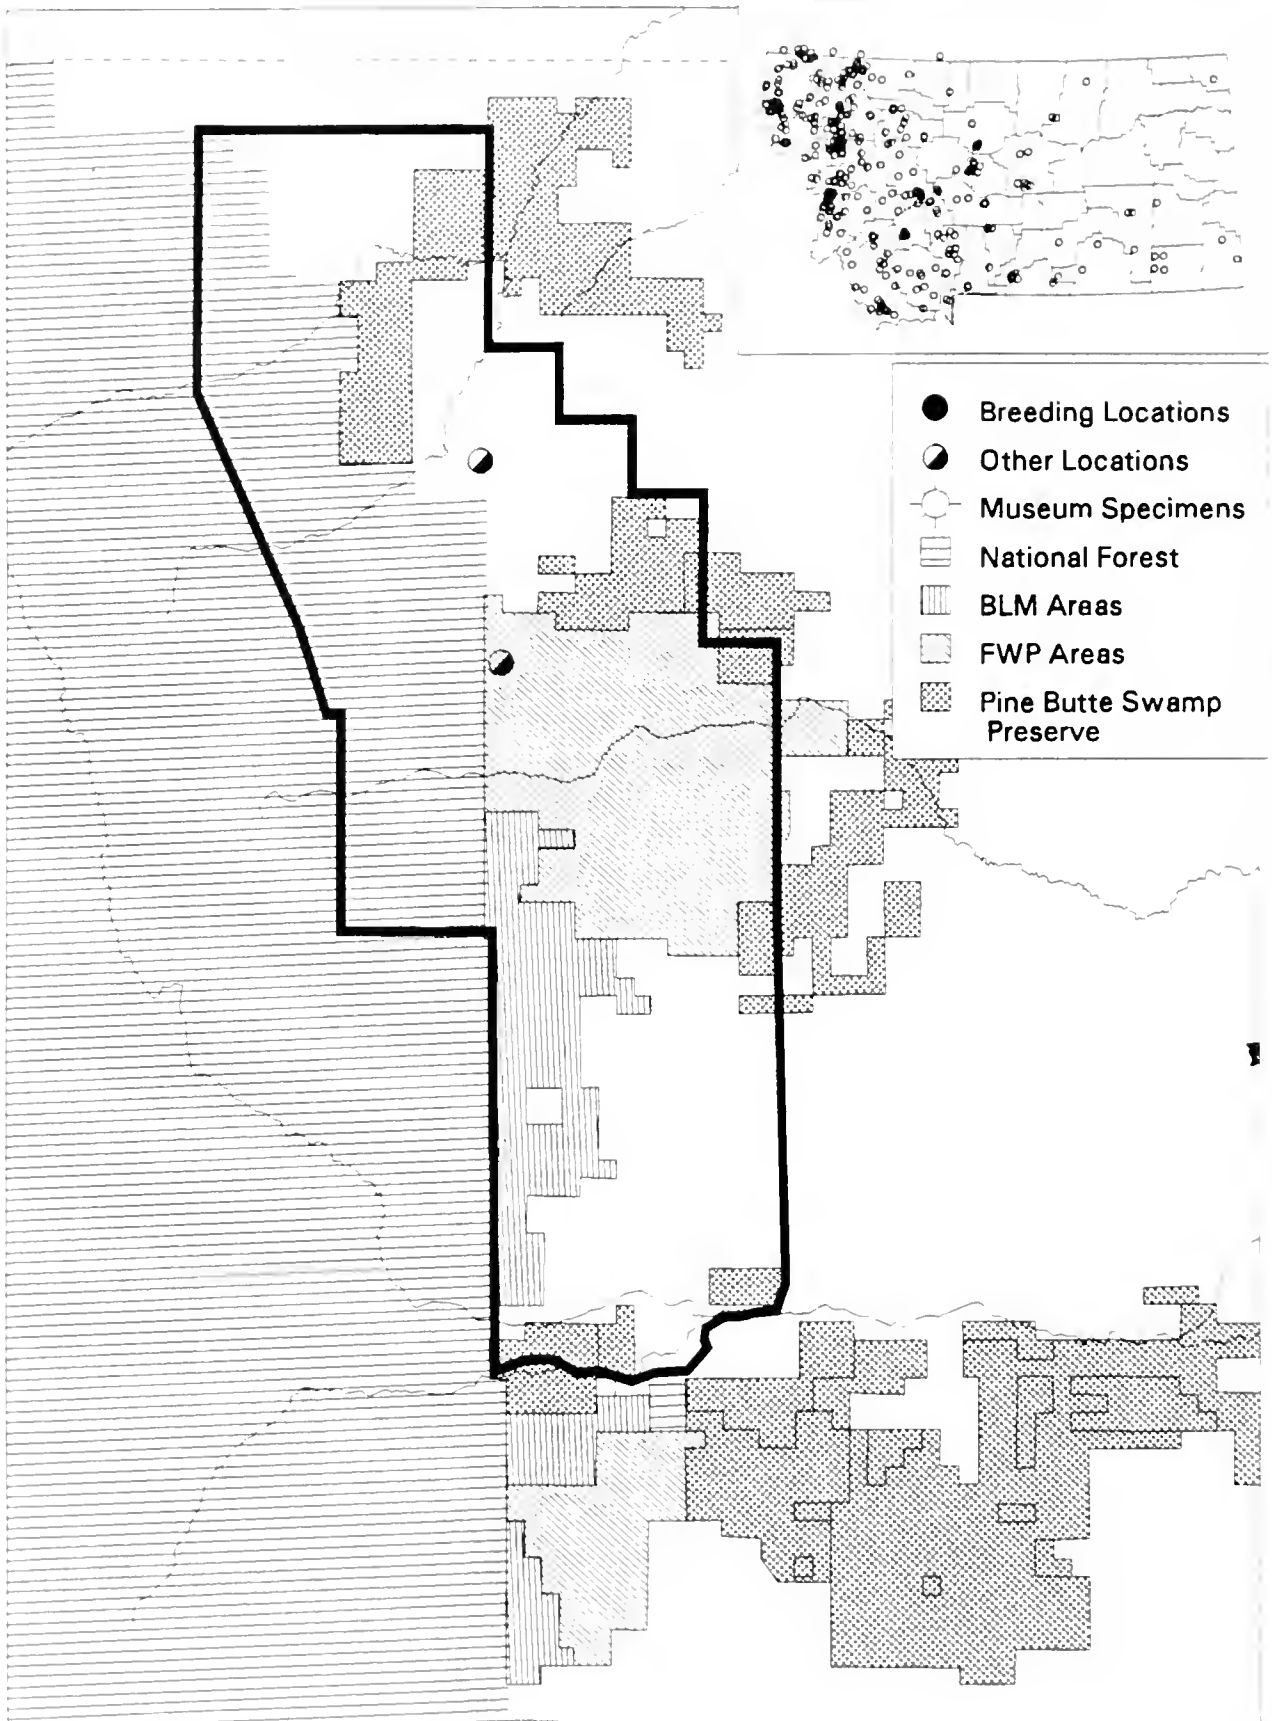 Breeding Locations
Other Locations
Museum Specimens
National Forest
BLM Areas
FWP Areas
Pine Butte Swamp
Preserve